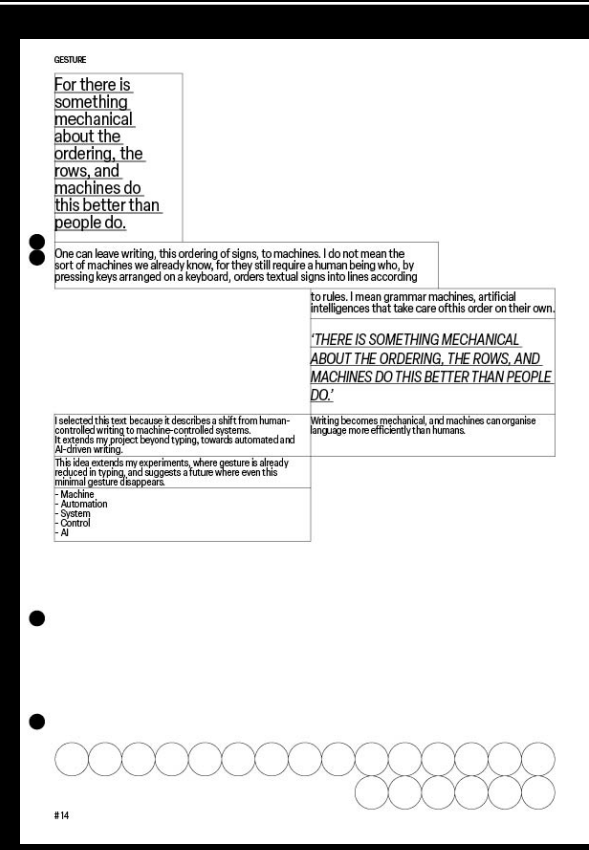 GESTURE
For there is
something
mechanical
about the
ordering, the
rows, and
machines do
this better than
people do.
One can leave writing, this ordering of signs, to machines. I do not mean the
sort of machines we already know, for they still require a human being who, by
pressing keys arranged on a keyboard, orders textual signs into lines according
to rules. I mean grammar machines, artificial
intelligences that take care ofthis order on their own.
‘THERE IS SOMETHING MECHANICAL
ABOUT THE ORDERING, THE ROWS, AND
MACHINES DO THIS BETTER THAN PEOPLE
DO.’
I selected this text because it describes a shift from human-
controlled writing to machine-controlled systems.
It extends my project beyond typing, towards automated and
AI-driven writing.
Writing becomes mechanical, and machines can organise
language more efficiently than humans.
This idea extends my experiments, where gesture is already
reduced in typing, and suggests a future where even this
minimal gesture disappears.
- Machine
- Automation
- System
- Control
- AI
#14